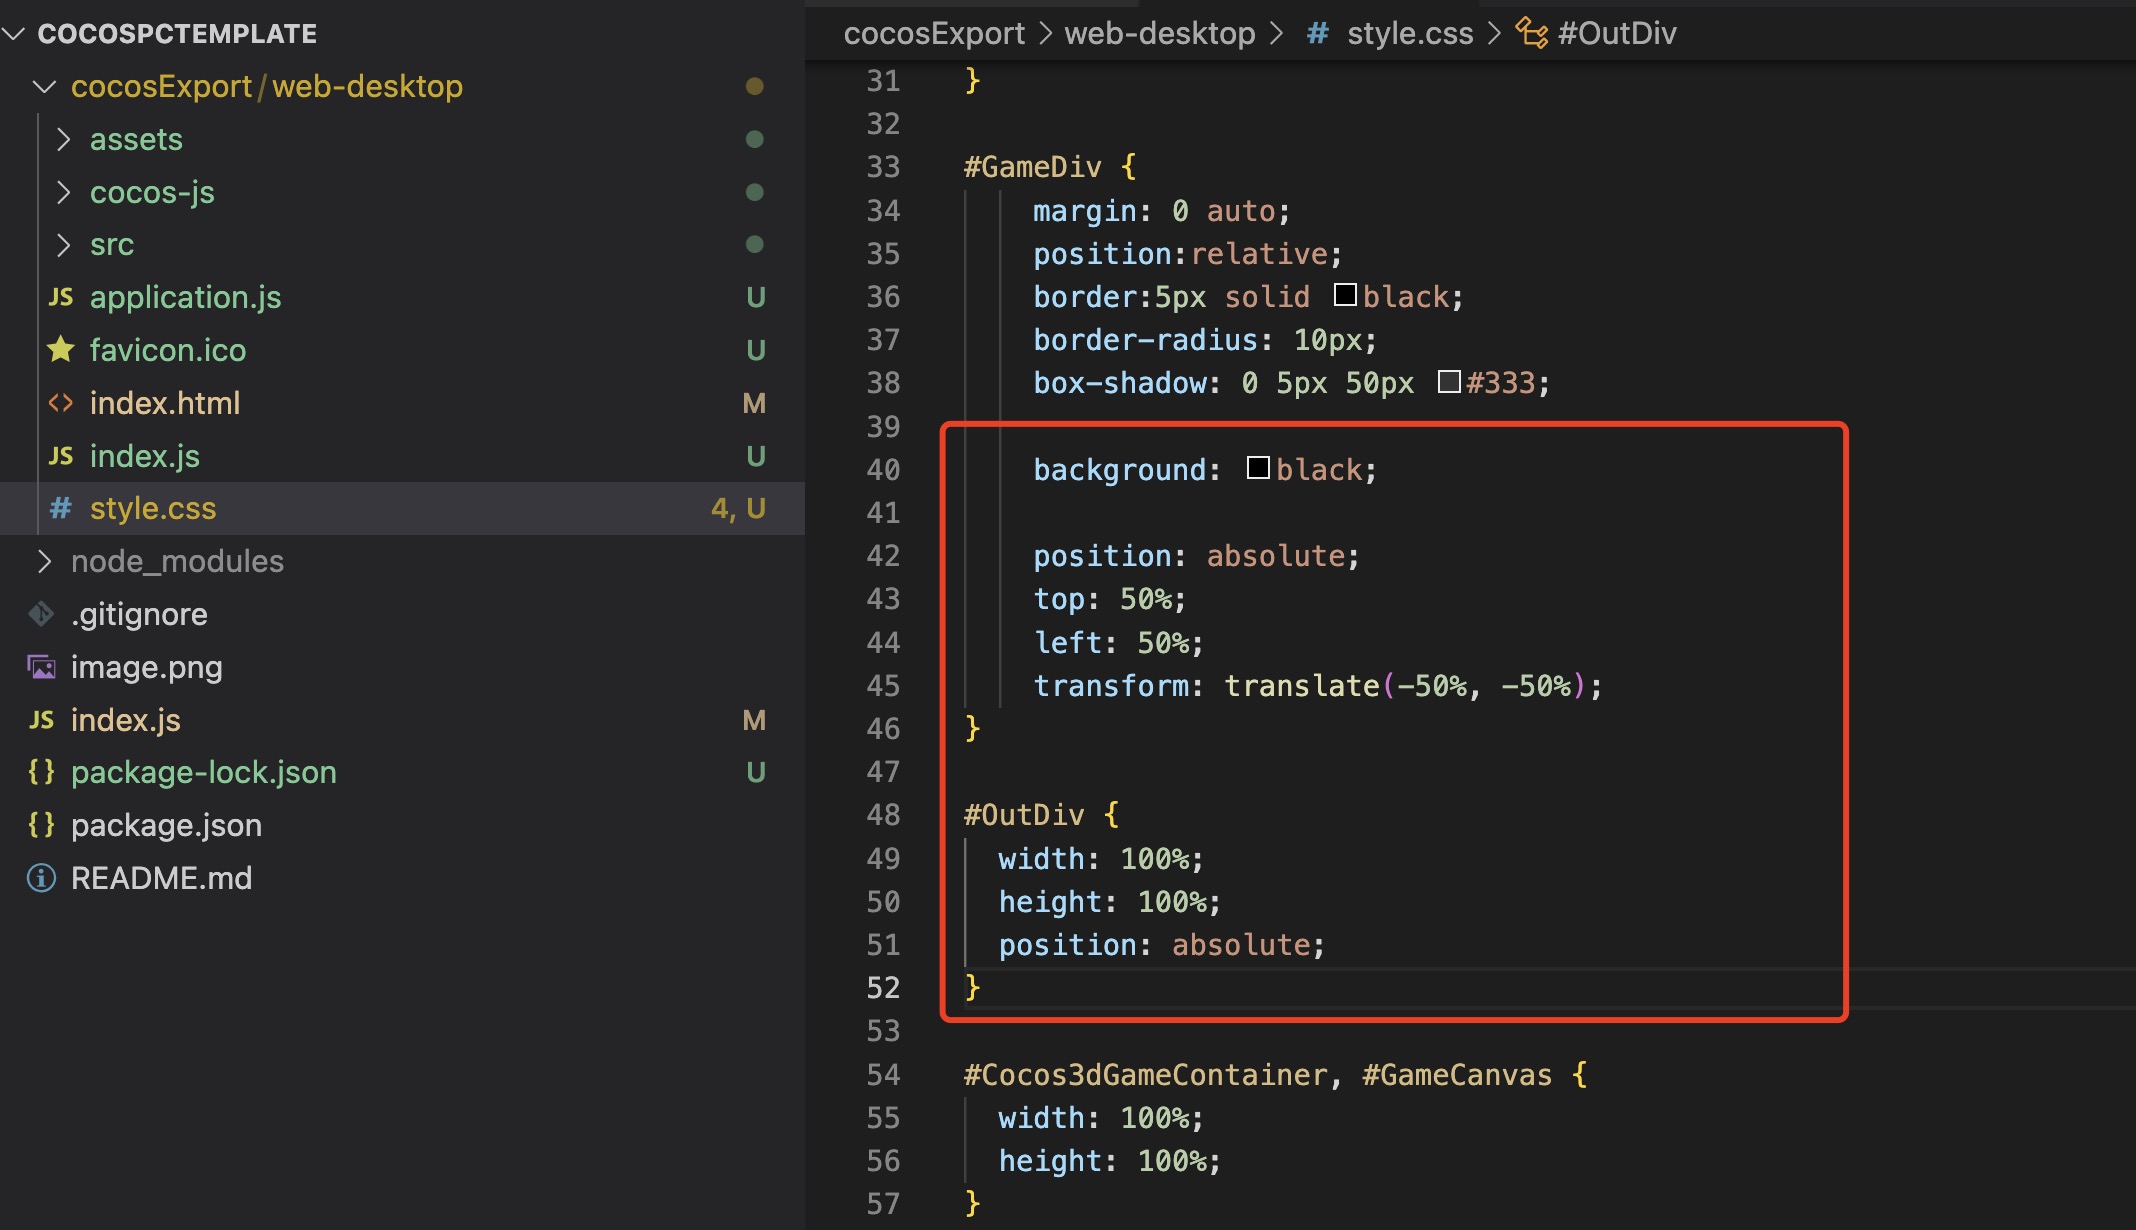 COCOSPCTEMPLATE
cocosExport/web-desktop
assets
cocos-js
src
JS application.js U
favicon.ico U
<> index.html M
JS index.js U
# style.css 4, U
node_modules
.gitignore
image.png
JS index.js M
{} package-lock.json U
{} package.json
README.md
cocosExport > web-desktop > # style.css > #OutDiv
31 }
32
33 #GameDiv {
34 margin: 0 auto;
35 position:relative;
36 border:5px solid black;
37 border-radius: 10px;
38 box-shadow: 0 5px 50px #333;
39
40 background: black;
41
42 position: absolute;
43 top: 50%;
44 left: 50%;
45 transform: translate(-50%, -50%);
46 }
47
48 #OutDiv {
49 width: 100%;
50 height: 100%;
51 position: absolute;
52 }
53
54 #Cocos3dGameContainer, #GameCanvas {
55 width: 100%;
56 height: 100%;
57 }